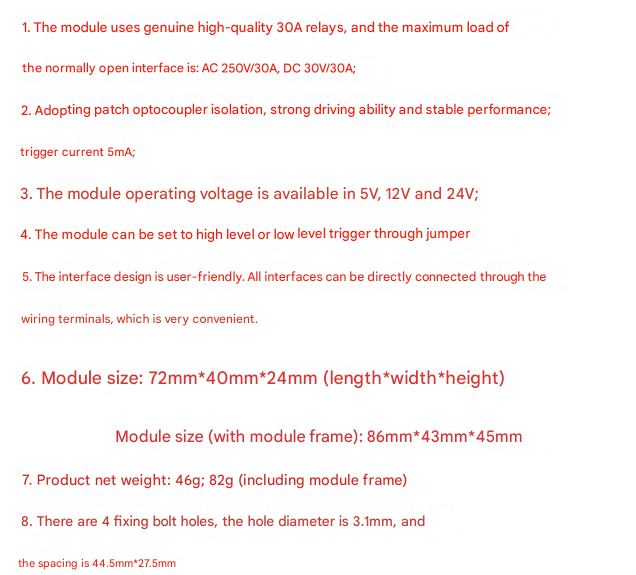 1. The module uses genuine high-quality 30A relays, and the maximum load of
the normally open interface is: AC 250V/30A, DC 30V/30A;
2. Adopting patch optocoupler isolation, strong driving ability and stable performance;
trigger current 5mA;
3. The module operating voltage is available in 5V, 12V and 24V;
4. The module can be set to high level or low level trigger through jumper
5. The interface design is user-friendly. All interfaces can be directly connected through the
wiring terminals, which is very convenient.
6. Module size: 72mm*40mm*24mm (length*width*height)
Module size (with module frame): 86mm*43mm*45mm
7. Product net weight: 46g; 82g (including module frame)
8. There are 4 fixing bolt holes, the hole diameter is 3.1mm, and
the spacing is 44.5mm*27.5mm